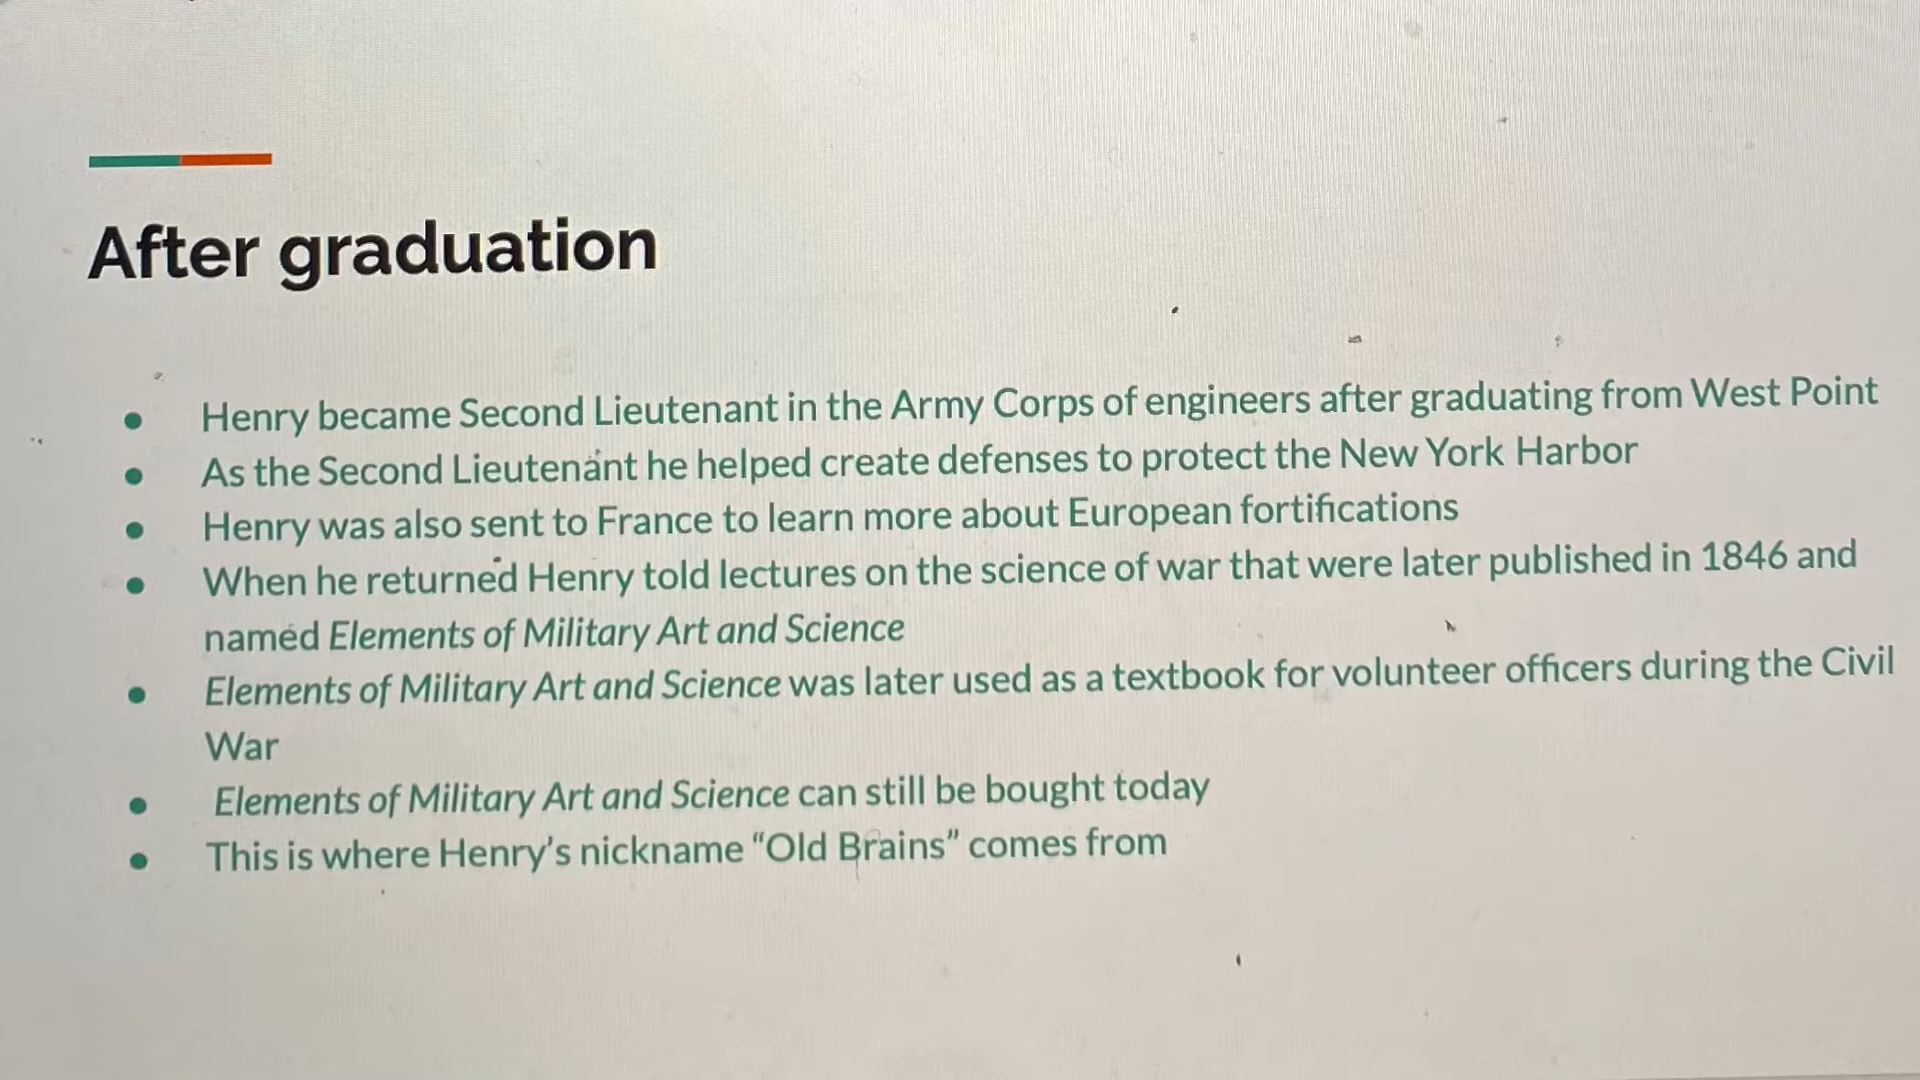 After graduation
● Henry became Second Lieutenant in the Army Corps of engineers after graduating from West Point
● As the Second Lieutenant he helped create defenses to protect the New York Harbor
● Henry was also sent to France to learn more about European fortifications
● When he returned Henry told lectures on the science of war that were later published in 1846 and
named Elements of Military Art and Science
● Elements of Military Art and Science was later used as a textbook for volunteer officers during the Civil
War
● Elements of Military Art and Science can still be bought today
● This is where Henry’s nickname “Old Brains” comes from